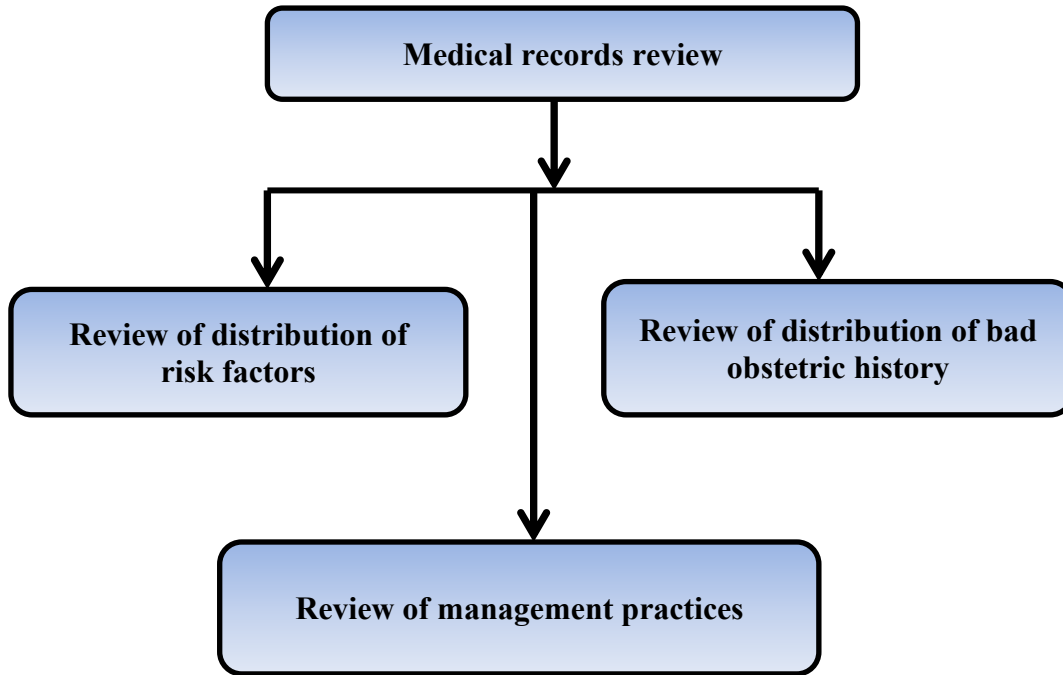 Medical records review
Review of distribution of
risk factors
Review of distribution of bad
obstetric history
Review of management practices